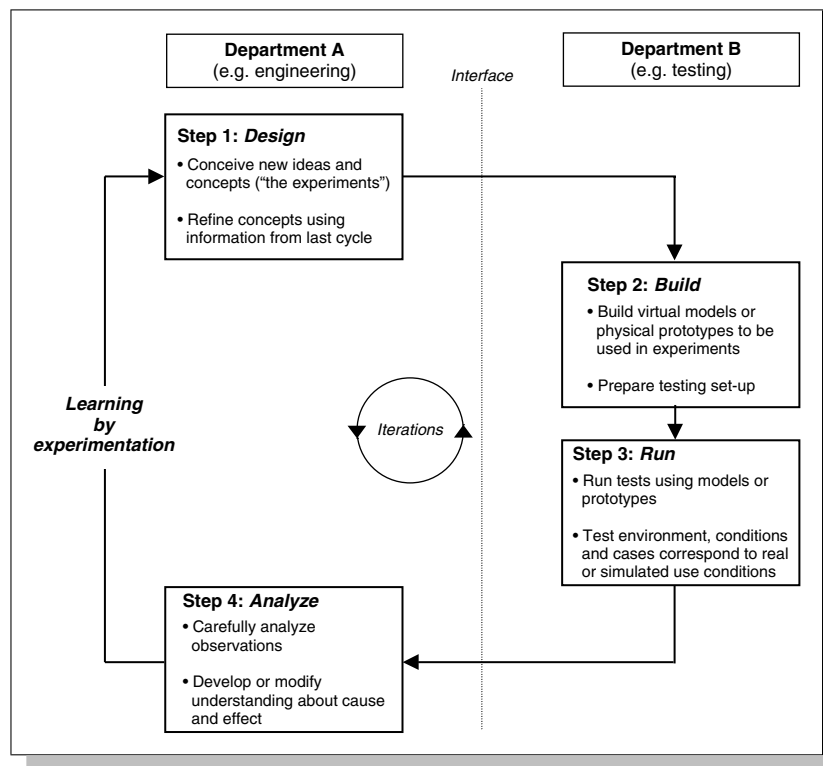 Department A
(e.g. engineering)
Interface
Department B
(e.g. testing)
Step 1: Design
• Conceive new ideas and
concepts (“the experiments”)
• Refine concepts using
information from last cycle
Step 2: Build
• Build virtual models or
physical prototypes to be
used in experiments
• Prepare testing set-up
Learning
by
experimentation
Iterations
Step 3: Run
• Run tests using models or
prototypes
• Test environment, conditions
and cases correspond to real
or simulated use conditions
Step 4: Analyze
• Carefully analyze
observations
• Develop or modify
understanding about cause
and effect